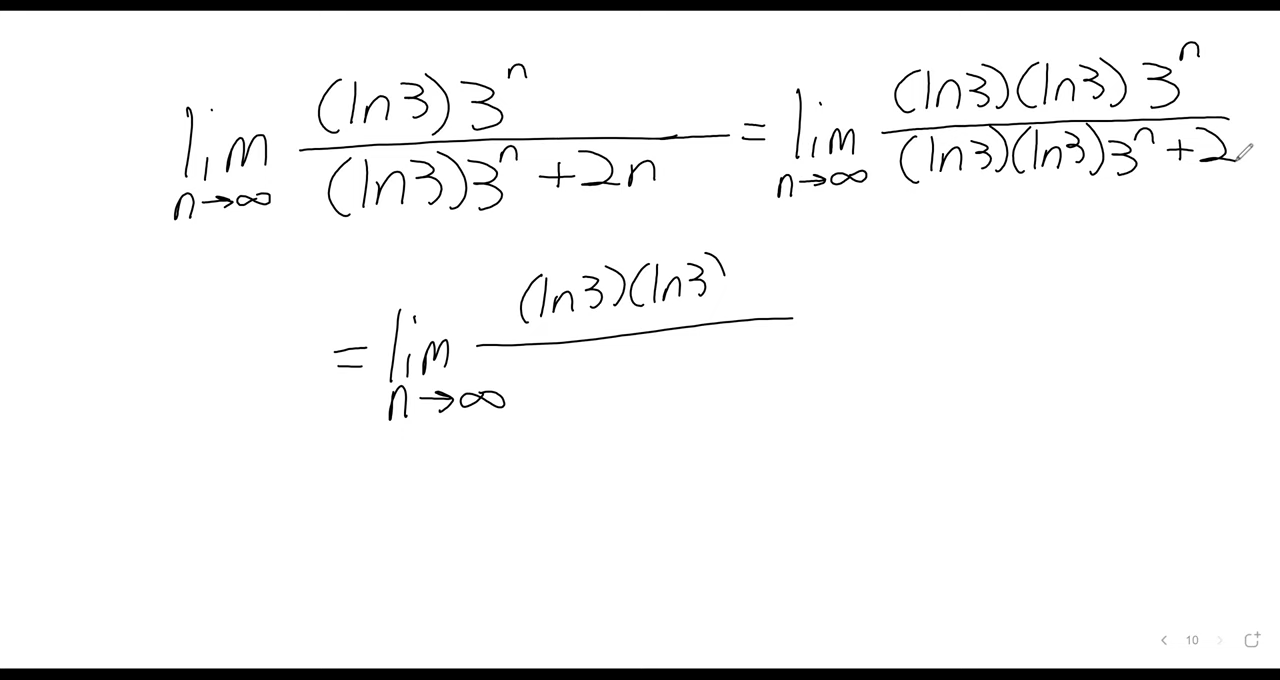 lim n→∞ (ln3)3^n / (ln3)3^n + 2n = lim n→∞ (ln3)(ln3)3^n / (ln3)(ln3)3^n + 2
= lim n→∞ (ln3)(ln3)
10